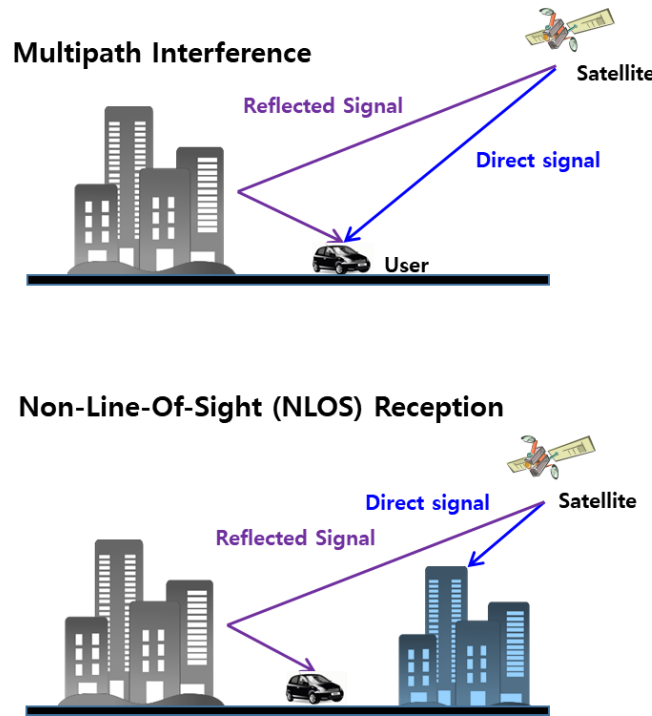 Multipath Interference
Satellite
Reflected Signal
Direct signal
User
Non-Line-Of-Sight (NLOS) Reception
Direct signal
Satellite
Reflected Signal